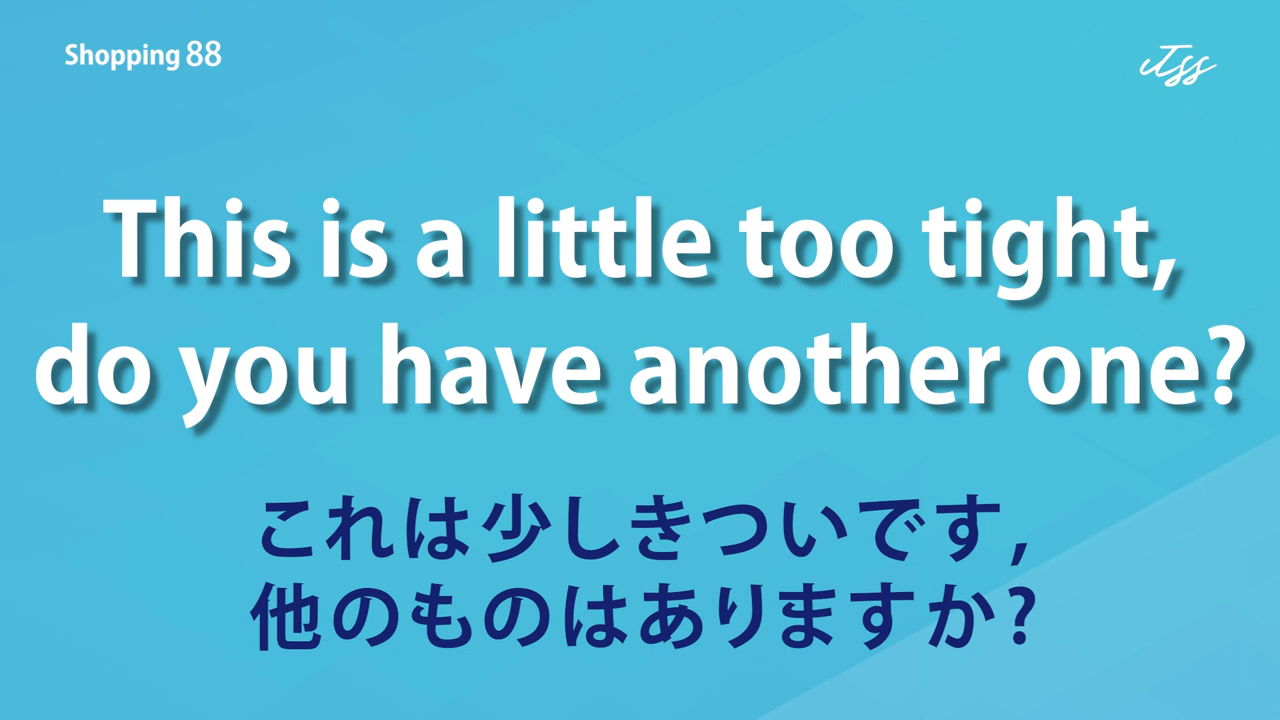 Shopping 88
Jss
This is a little too tight,
do you have another one?
これは少しきついです,
他のものはありますか?